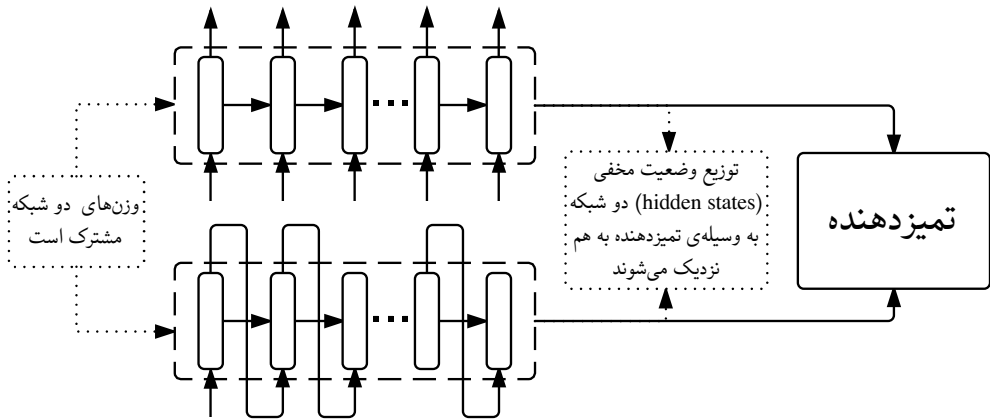 وزن‌های دو شبکه
مشترک است
توزیع وضعیت مخفی
(hidden states) دو شبکه
به وسیله‌ی تمیزدهنده به هم
نزدیک می‌شوند
تمیزدهنده